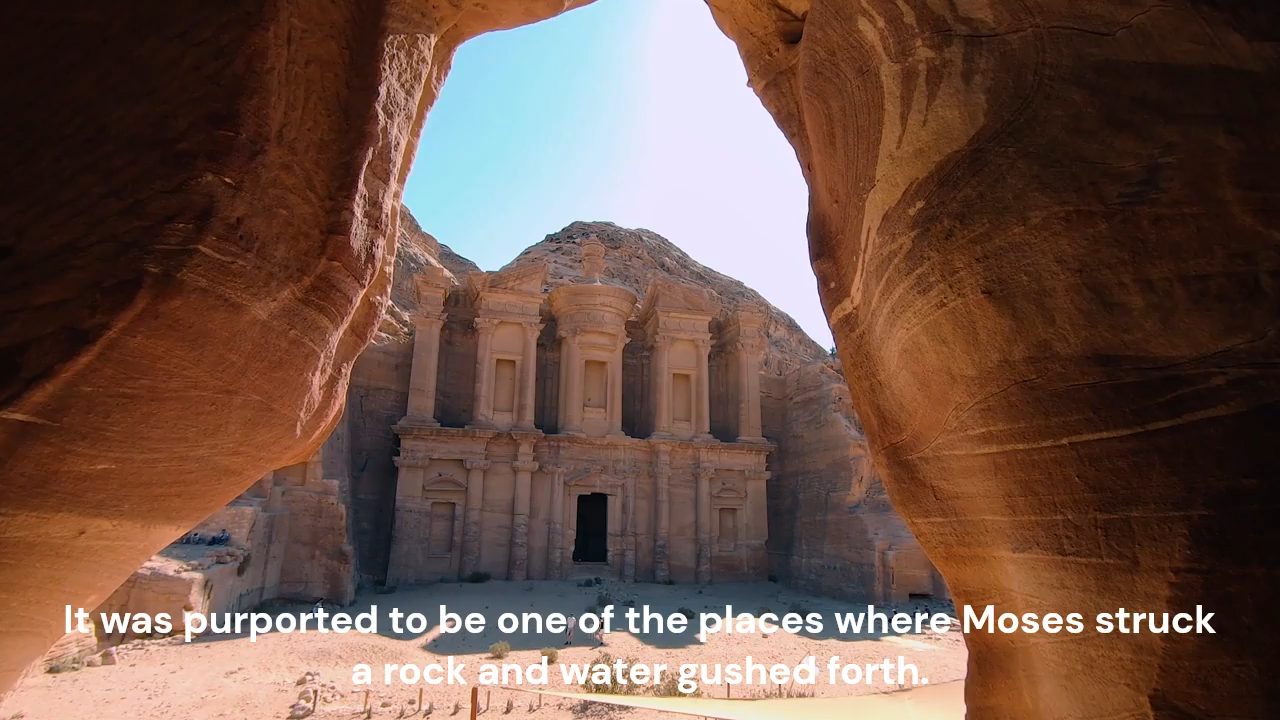 It was purported to be one of the places where Moses struck
a rock and water gushed forth.